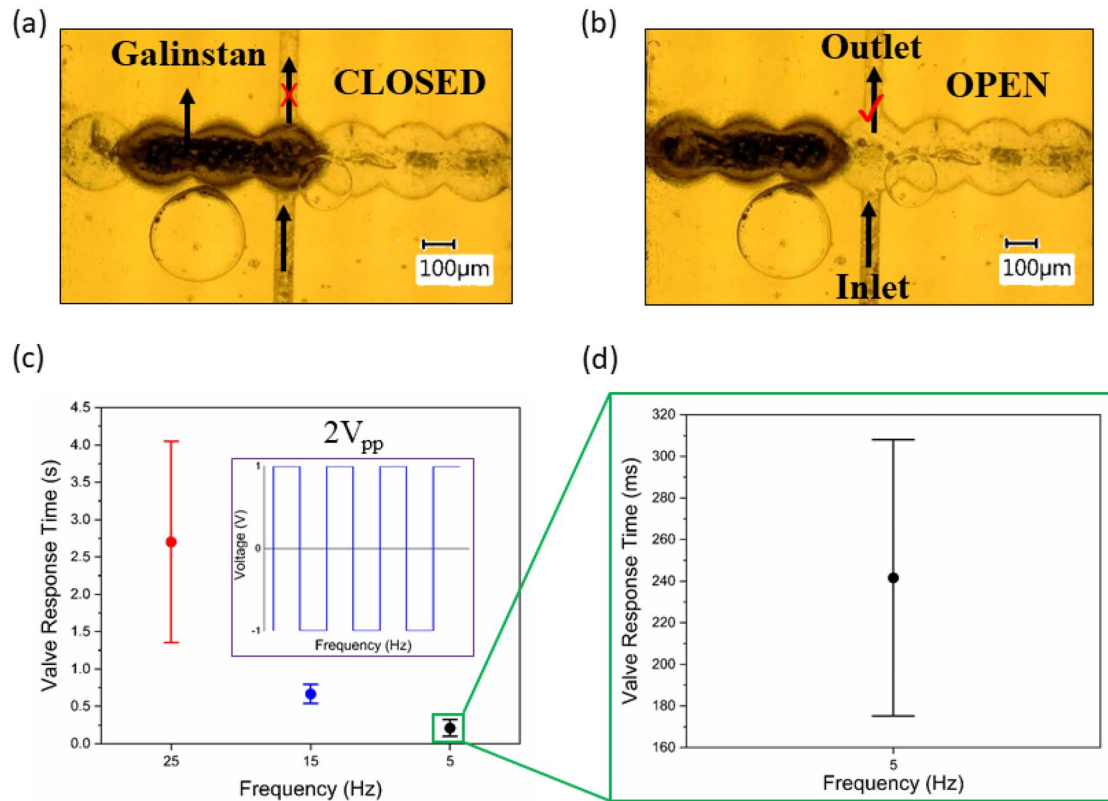 (a)
Galinstan
CLOSED
X
100µm
(b)
Outlet
OPEN
Inlet
100µm
(c)
Valve Response Time (s)
4.5
4.0
3.5
3.0
2.5
2.0
1.5
1.0
0.5
0.0
25
15
5
Frequency (Hz)
2Vpp
Voltage (V)
1
0
-1
Frequency (Hz)
(d)
Valve Response Time (ms)
320
300
280
260
240
220
200
180
160
5
Frequency (Hz)